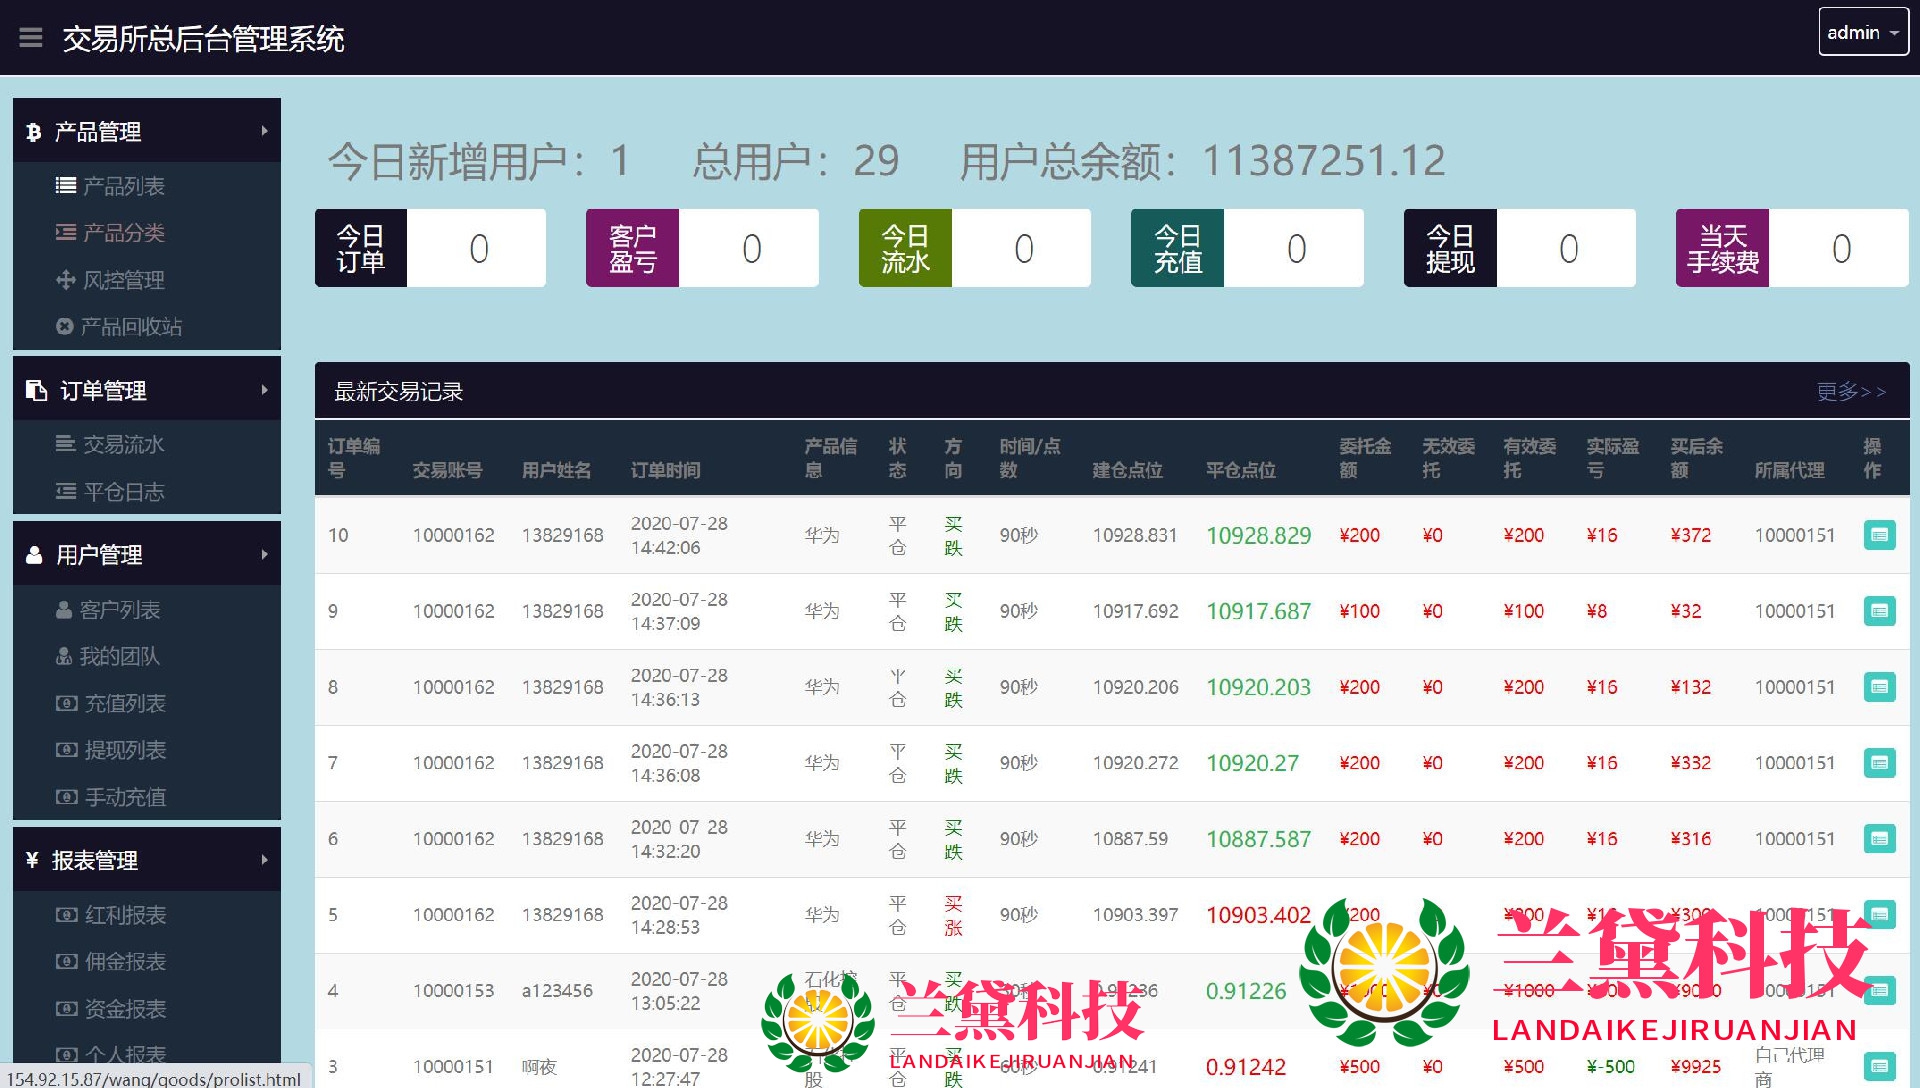 交易所总后台管理系统
admin
产品管理
产品列表
产品分类
风控管理
产品回收站
订单管理
交易流水
平仓日志
用户管理
客户列表
我的团队
充值列表
提现列表
手动充值
报表管理
红利报表
佣金报表
资金报表
个人报表
154.92.15.87/wang/goods/prolist.html
今日新增用户：1 总用户：29 用户总余额：11387251.12
今日订单 0
客户盈亏 0
今日流水 0
今日充值 0
今日提现 0
当天手续费 0
最新交易记录 更多>>
订单编号 交易账号 用户姓名 订单时间 产品信息 状态 方向 时间/点数 建仓点位 平仓点位 委托金额 无效委托 有效委托 实际盈亏 买后余额 所属代理 操作
10 10000162 13829168 2020-07-28 14:42:06 华为 平仓 买跌 90秒 10928.831 10928.829 ¥200 ¥0 ¥200 ¥16 ¥372 10000151
9 10000162 13829168 2020-07-28 14:37:09 华为 平仓 买跌 90秒 10917.692 10917.687 ¥100 ¥0 ¥100 ¥8 ¥32 10000151
8 10000162 13829168 2020-07-28 14:36:13 华为 平仓 买跌 90秒 10920.206 10920.203 ¥200 ¥0 ¥200 ¥16 ¥132 10000151
7 10000162 13829168 2020-07-28 14:36:08 华为 平仓 买跌 90秒 10920.272 10920.27 ¥200 ¥0 ¥200 ¥16 ¥332 10000151
6 10000162 13829168 2020-07-28 14:32:20 华为 平仓 买跌 90秒 10887.59 10887.587 ¥200 ¥0 ¥200 ¥16 ¥316 10000151
5 10000162 13829168 2020-07-28 14:28:53 华为 平仓 买涨 90秒 10903.397 10903.402 ¥200 ¥200 10000151
4 10000153 a123456 2020-07-28 13:05:22 石化控股 平仓 买跌 0.91226 ¥1000 ¥0 ¥1000 10000151
3 10000151 啊夜 2020-07-28 12:27:47 平仓 买跌 60秒 0.91241 0.91242 ¥500 ¥0 ¥500 ¥-500 ¥9925 白己代理商
兰黛科技
LANDAIKEJIRUANJIAN
兰黛科技
LANDAIKEJIRUANJIAN